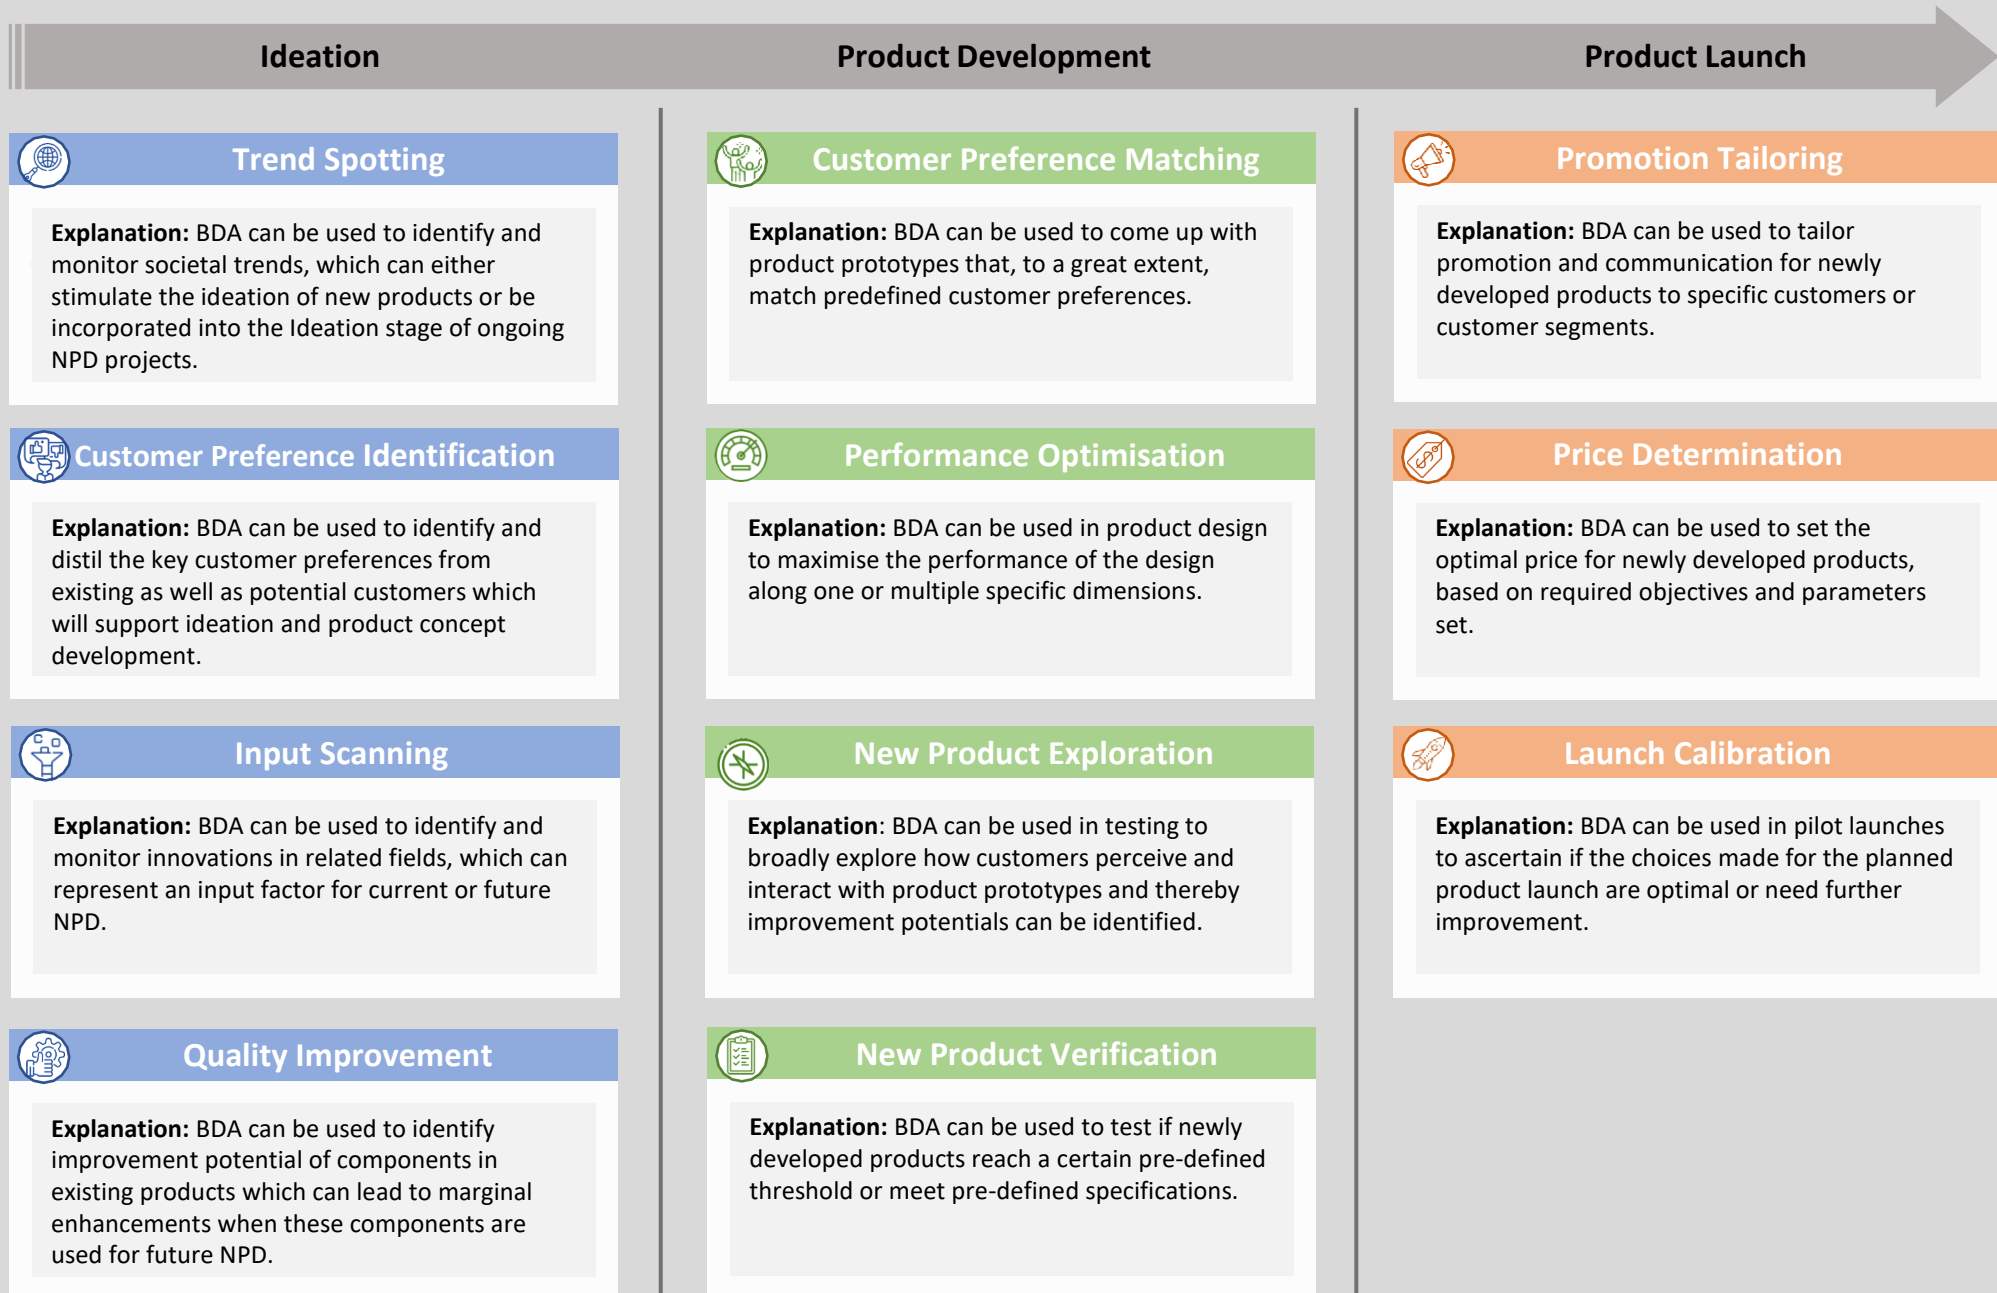 Ideation
Product Development
Product Launch
Trend Spotting
Explanation: BDA can be used to identify and
monitor societal trends, which can either
stimulate the ideation of new products or be
incorporated into the Ideation stage of ongoing
NPD projects.
Customer Preference Identification
Explanation: BDA can be used to identify and
distil the key customer preferences from
existing as well as potential customers which
will support ideation and product concept
development.
Input Scanning
Explanation: BDA can be used to identify and
monitor innovations in related fields, which can
represent an input factor for current or future
NPD.
Quality Improvement
Explanation: BDA can be used to identify
improvement potential of components in
existing products which can lead to marginal
enhancements when these components are
used for future NPD.
Customer Preference Matching
Explanation: BDA can be used to come up with
product prototypes that, to a great extent,
match predefined customer preferences.
Performance Optimisation
Explanation: BDA can be used in product design
to maximise the performance of the design
along one or multiple specific dimensions.
New Product Exploration
Explanation: BDA can be used in testing to
broadly explore how customers perceive and
interact with product prototypes and thereby
improvement potentials can be identified.
New Product Verification
Explanation: BDA can be used to test if newly
developed products reach a certain pre-defined
threshold or meet pre-defined specifications.
Promotion Tailoring
Explanation: BDA can be used to tailor
promotion and communication for newly
developed products to specific customers or
customer segments.
Price Determination
Explanation: BDA can be used to set the
optimal price for newly developed products,
based on required objectives and parameters
set.
Launch Calibration
Explanation: BDA can be used in pilot launches
to ascertain if the choices made for the planned
product launch are optimal or need further
improvement.